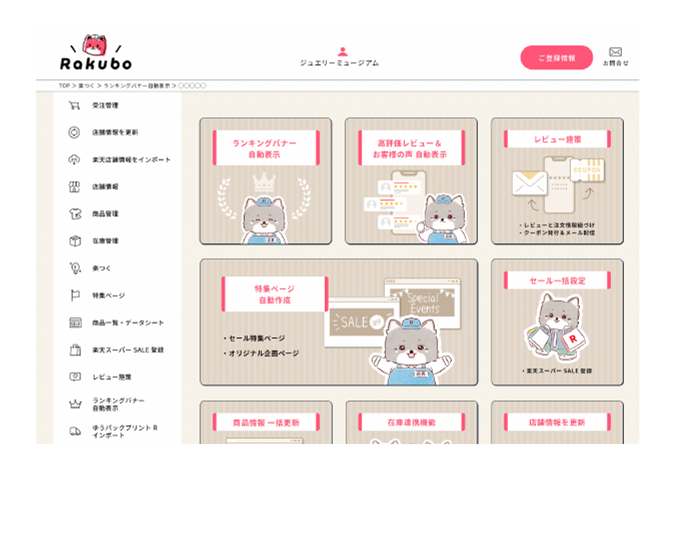 Rakubo
ジュエリーミュージアム
ご登録情報
お問合せ
TOP > 楽つく > ランキングバナー自動表示 > 〇〇〇〇〇
受注管理
店舗情報を更新
楽天店舗情報をインポート
店舗情報
商品管理
在庫管理
楽つく
特集ページ
商品一覧・データシート
楽天スーパー SALE 登録
レビュー施策
ランキングバナー
自動表示
ゆうパックプリント R
インポート
ランキングバナー
自動表示
高評価レビュー&
お客様の声 自動表示
レビュー施策
COUPON
・レビューと注文情報紐づけ
・クーポン発行&メール配信
特集ページ
自動作成
・セール特集ページ
・オリジナル企画ページ
SALE
Special
Events
セール一括設定
R
・楽天スーパー SALE 登録
商品情報 一括更新
在庫連携機能
店舗情報を更新